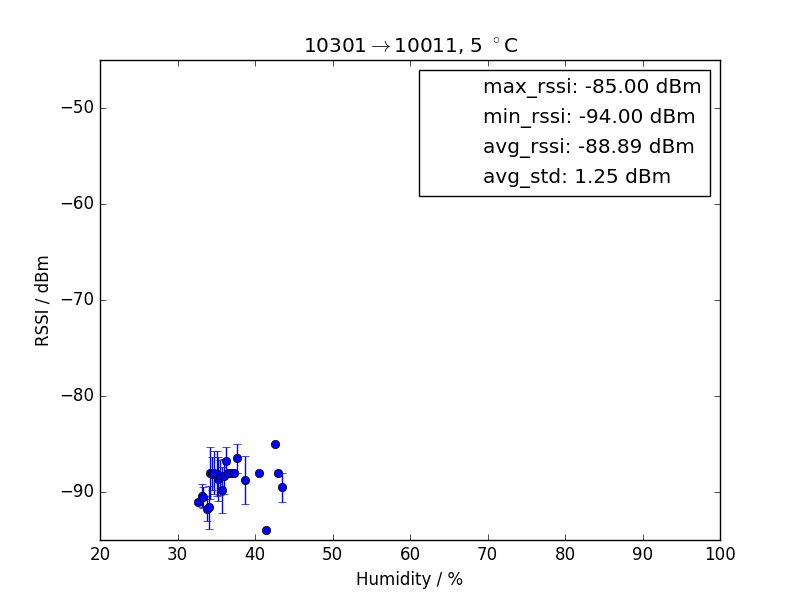 10301→10011, 5 °C
max_rssi: -85.00 dBm
min_rssi: -94.00 dBm
avg_rssi: -88.89 dBm
avg_std: 1.25 dBm
RSSI / dBm
−50
−60
−70
−80
−90
20 30 40 50 60 70 80 90 100
Humidity / %